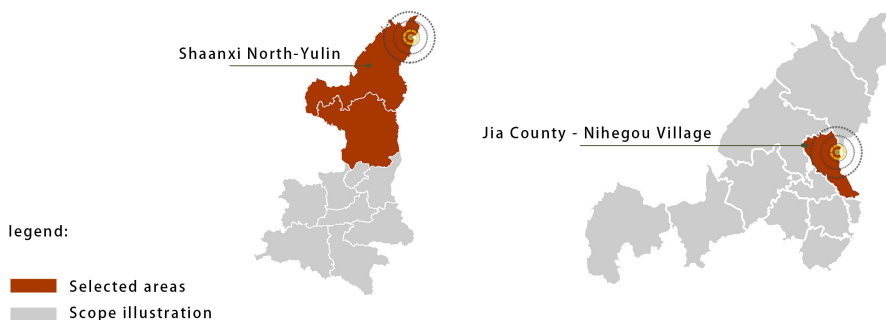 Shaanxi North-Yulin
Jia County - Nihegou Village
legend:
Selected areas
Scope illustration